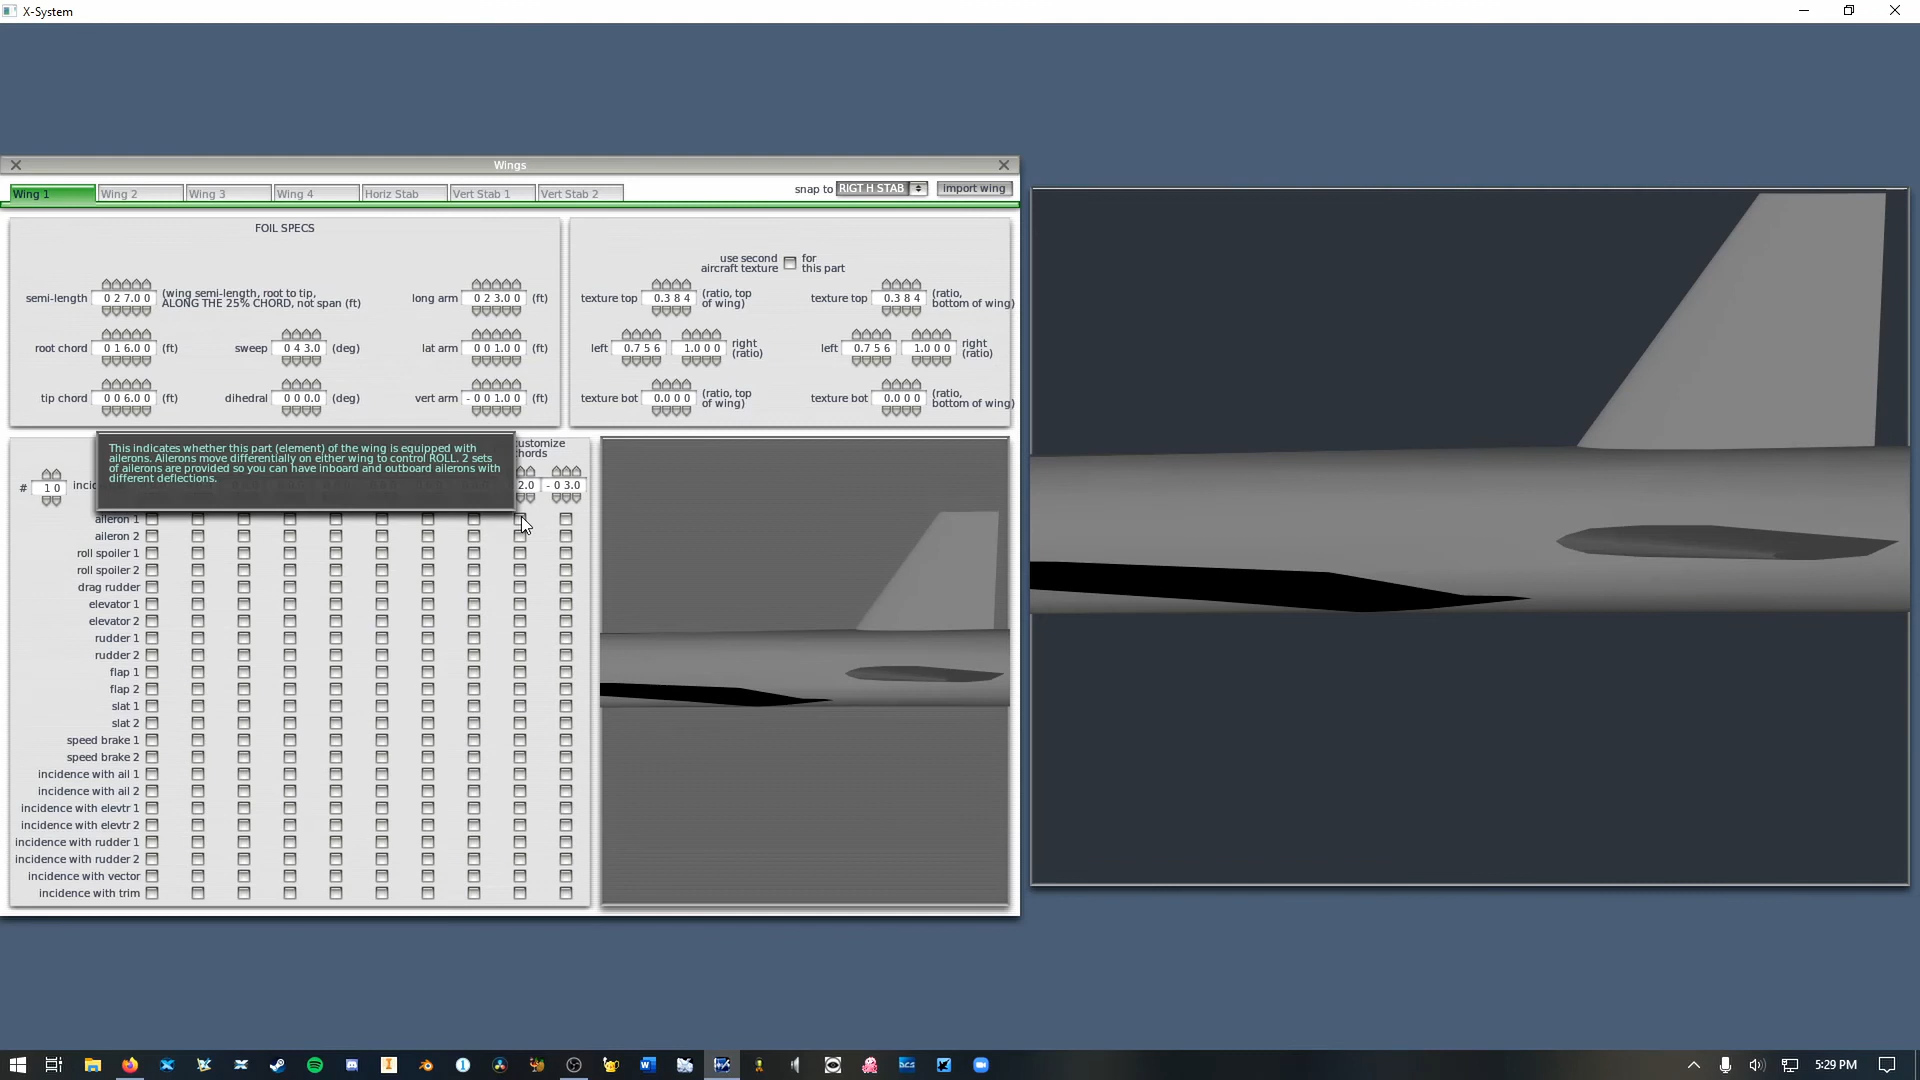 X-System
Wings
Wing 1
Wing 2
Wing 3
Wing 4
Horiz Stab
Vert Stab 1
Vert Stab 2
snap to
RIGT H STAB
import wing
FOIL SPECS
semi-length
0 2 7.0 0
(wing semi-length, root to tip,
ALONG THE 25% CHORD, not span (ft)
long arm
0 2 3.0 0
(ft)
root chord
0 1 6.0 0
(ft)
sweep
0 4 3.0
(deg)
lat arm
0 0 1.0 0
(ft)
tip chord
0 0 6.0 0
(ft)
dihedral
0 0 0.0
(deg)
vert arm
- 0 0 1.0 0
(ft)
use second
aircraft texture
for
this part
texture top
0.3 8 4
(ratio, top
of wing)
texture top
0.3 8 4
(ratio,
bottom of wing)
left
0.7 5 6
1.0 0 0
right
(ratio)
left
0.7 5 6
1.0 0 0
right
(ratio)
texture bot
0.0 0 0
(ratio, top
of wing)
texture bot
0.0 0 0
(ratio,
bottom of wing)
This indicates whether this part (element) of the wing is equipped with
ailerons. Ailerons move differentially on either wing to control ROLL. 2 sets
of ailerons are provided so you can have inboard and outboard ailerons with
different deflections.
#
1 0
2.0
- 0 3.0
aileron 1
aileron 2
roll spoiler 1
roll spoiler 2
drag rudder
elevator 1
elevator 2
rudder 1
rudder 2
flap 1
flap 2
slat 1
slat 2
speed brake 1
speed brake 2
incidence with ail 1
incidence with ail 2
incidence with elevtr 1
incidence with elevtr 2
incidence with rudder 1
incidence with rudder 2
incidence with vector
incidence with trim
5:29 PM